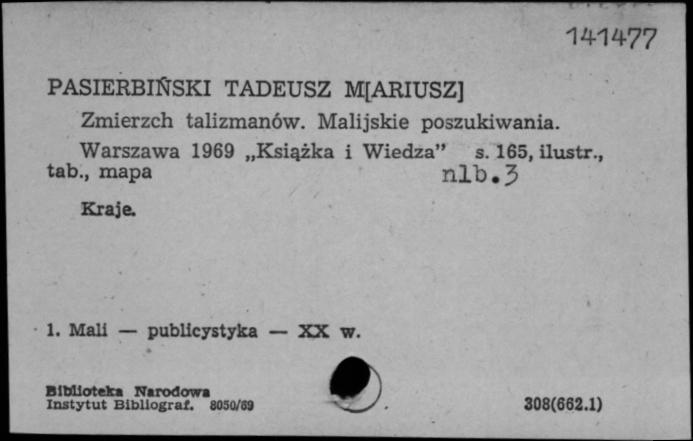 141477
PASIERBIŃSKI TADEUSZ M[ARIUSZ]
Zmierzch talizmanów. Malijskie poszukiwania.
Warszawa 1969 „Książka i Wiedza” s. 165, ilustr.,
tab., mapa nlb. 3
Kraje.
1. Mali — publicystyka — XX w.
Biblioteka Narodowa
Instytut Bibliograf. 8050/69
308(662.1)